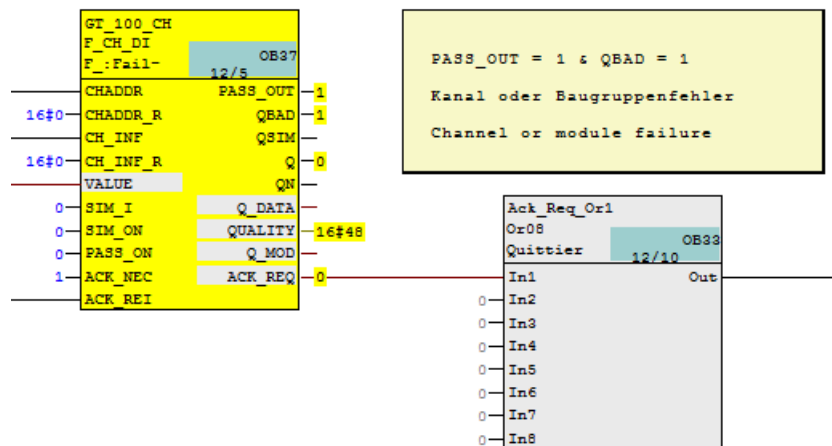 GT_100_CH
F_CH_DI
F_:Fail-
OB37
12/5
CHADDR PASS_OUT 1
16#0 CHADDR_R QBAD 1
CH_INF QSIM
16#0 CH_INF_R Q 0
VALUE QN
0 SIM_I Q_DATA
0 SIM_ON QUALITY 16#48
0 PASS_ON Q_MOD
1 ACK_NEC ACK_REQ 0
ACK_REI
PASS_OUT = 1 & QBAD = 1
Kanal oder Baugruppenfehler
Channel or module failure
Ack_Req_Or1
Or08
Quittier
OB33
12/10
In1 Out
0 In2
0 In3
0 In4
0 In5
0 In6
0 In7
0 In8